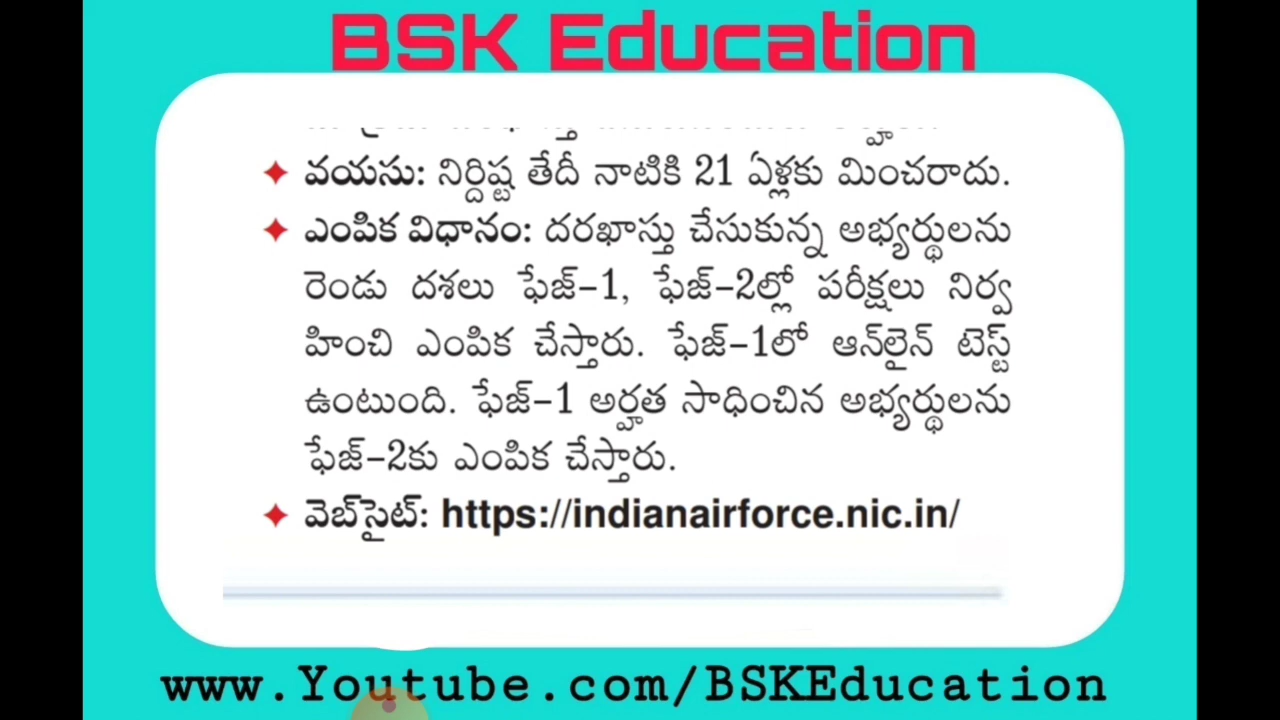 BSK Education
✦ వయసు: నిర్దిష్ట తేదీ నాటికి 21 ఏళ్లకు మించరాదు.
✦ ఎంపిక విధానం: దరఖాస్తు చేసుకున్న అభ్యర్థులను
రెండు దశలు ఫేజ్-1, ఫేజ్-2ల్లో పరీక్షలు నిర్వ
హించి ఎంపిక చేస్తారు. ఫేజ్-1లో ఆన్‌లైన్ టెస్ట్
ఉంటుంది. ఫేజ్-1 అర్హత సాధించిన అభ్యర్థులను
ఫేజ్-2కు ఎంపిక చేస్తారు.
✦ వెబ్‌సైట్: https://indianairforce.nic.in/
www.Youtube.com/BSKEducation